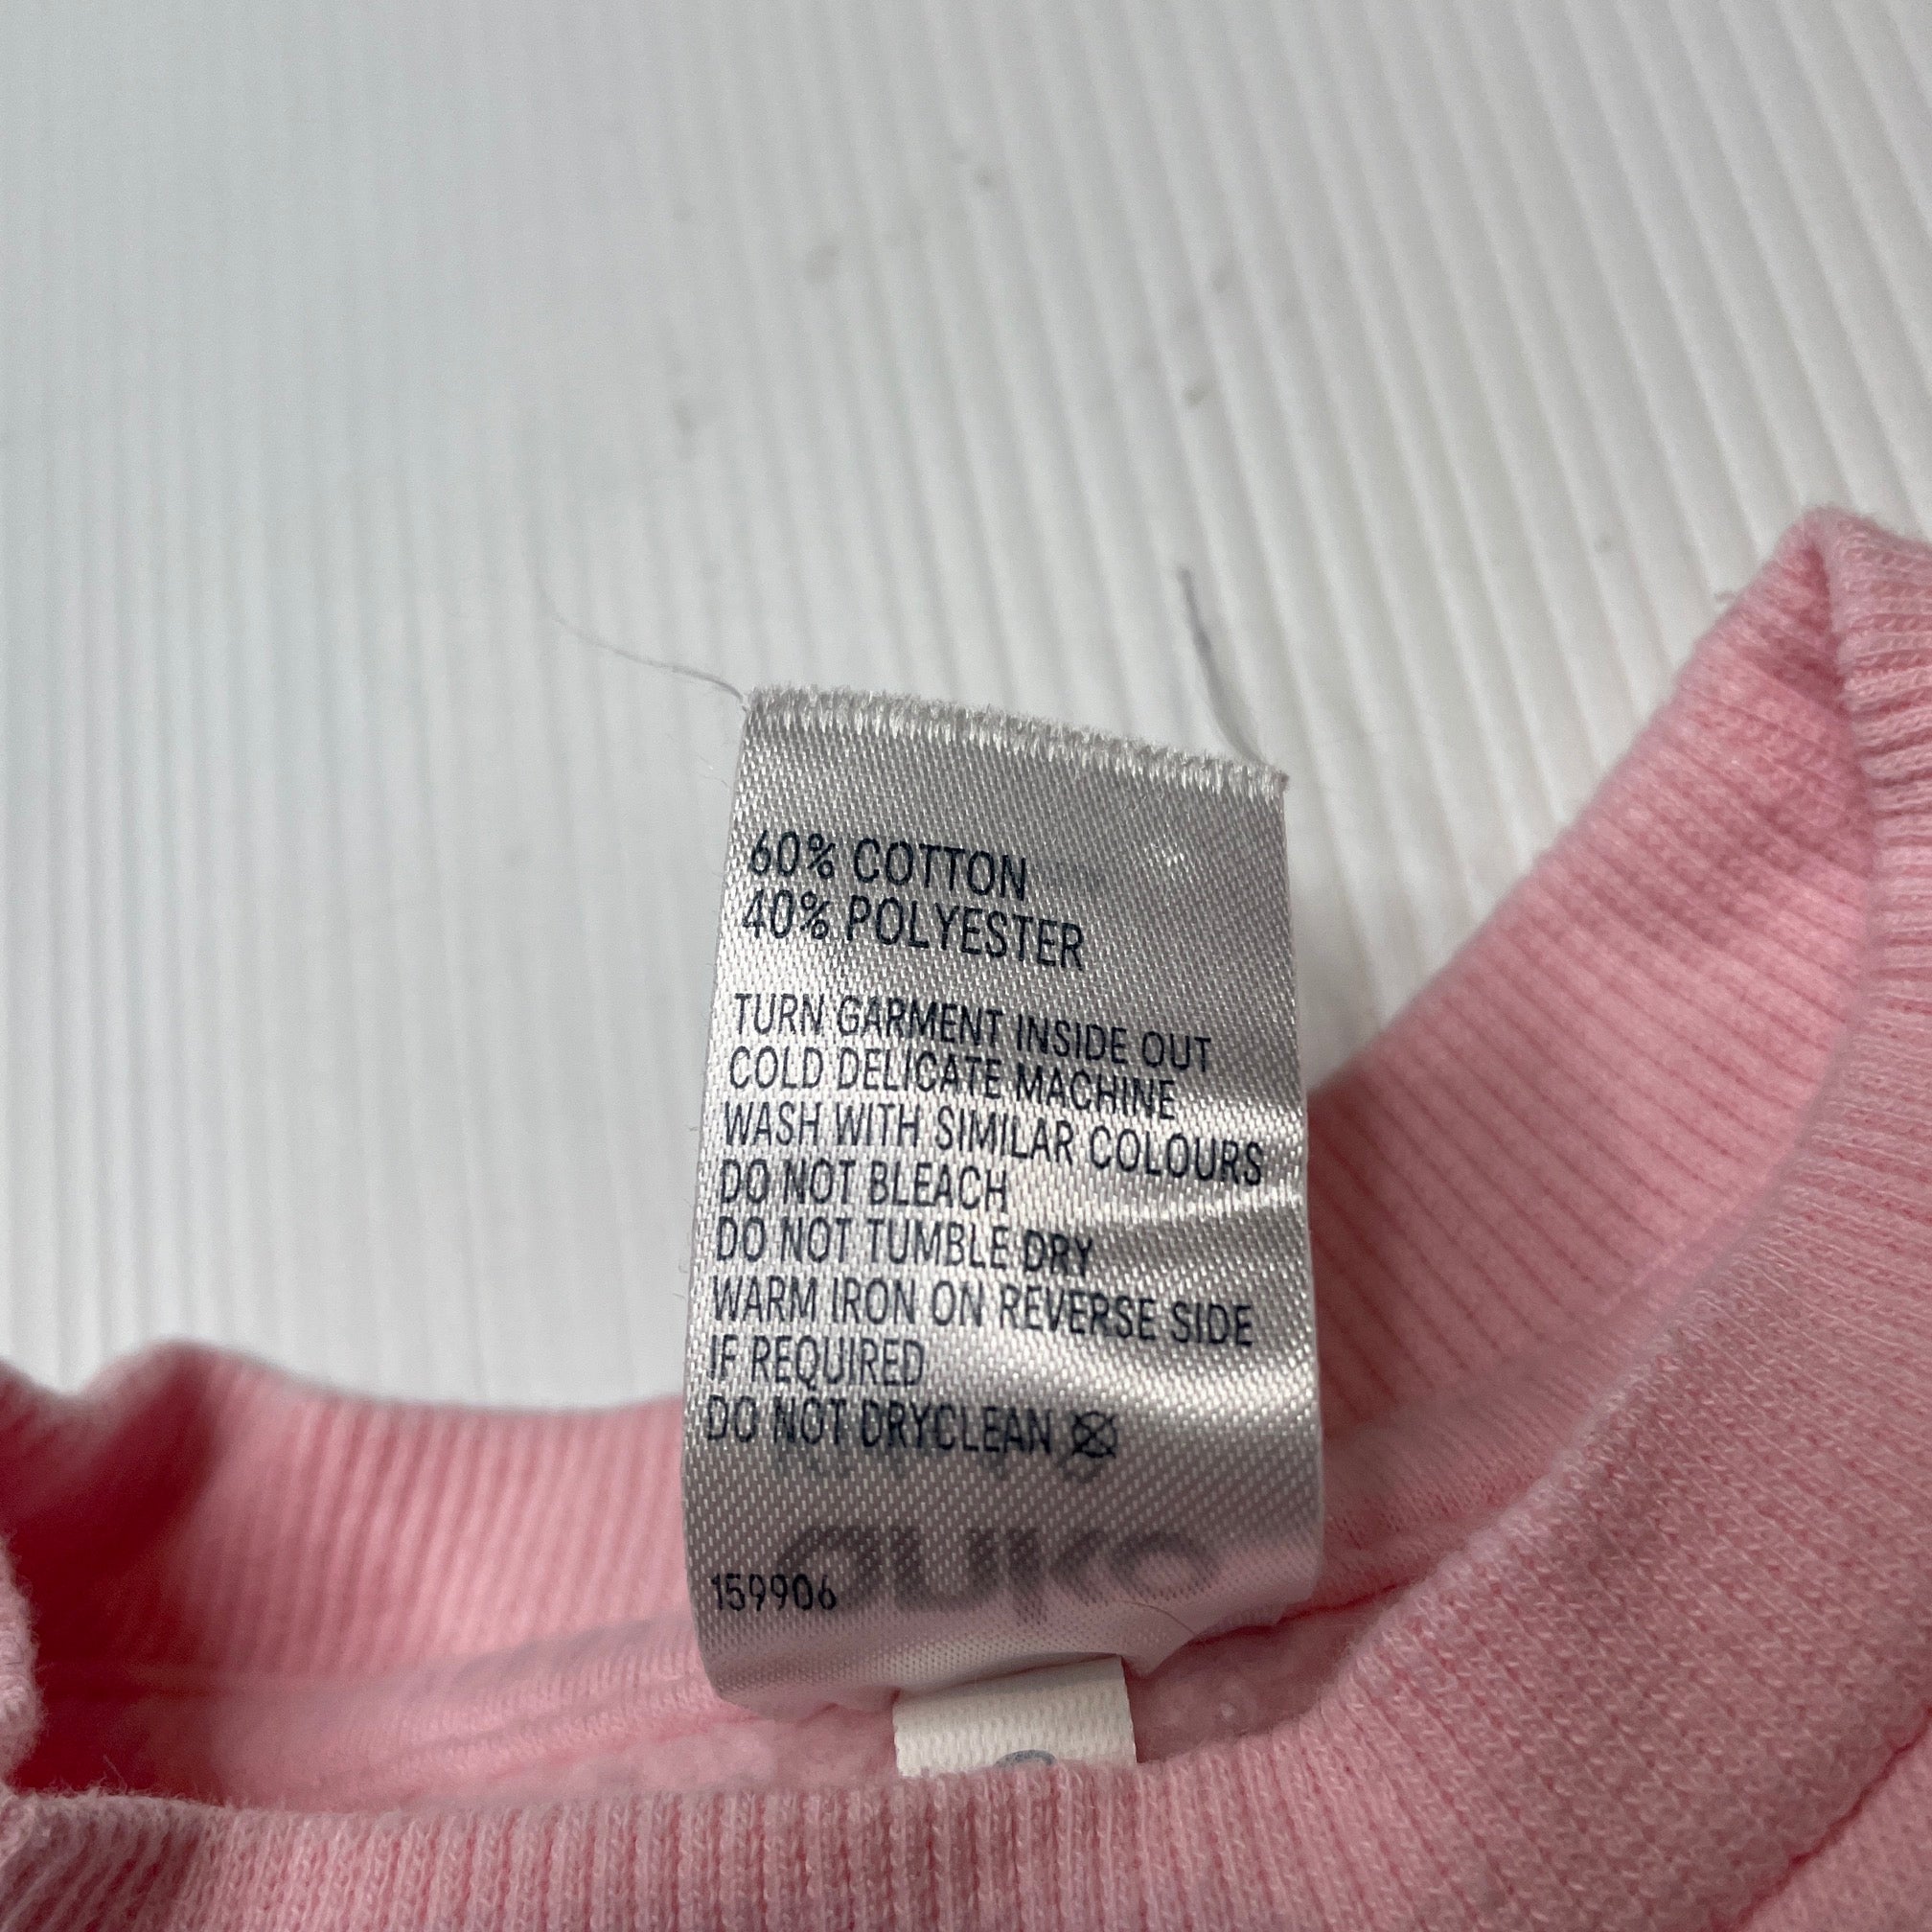 60% COTTON
40% POLYESTER
TURN GARMENT INSIDE OUT
COLD DELICATE MACHINE
WASH WITH SIMILAR COLOURS
DO NOT BLEACH
DO NOT TUMBLE DRY
WARM IRON ON REVERSE SIDE
IF REQUIRED
DO NOT DRYCLEAN
159906